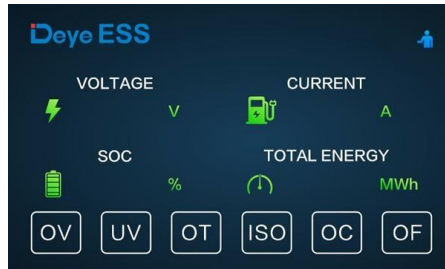 Deye ESS
VOLTAGE CURRENT
V A
SOC TOTAL ENERGY
% MWh
OV UV OT ISO OC OF